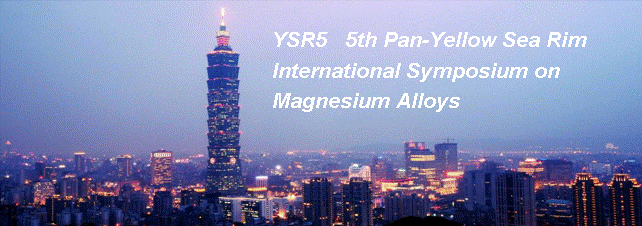 YSR5 5th Pan-Yellow Sea Rim
International Symposium on
Magnesium Alloys